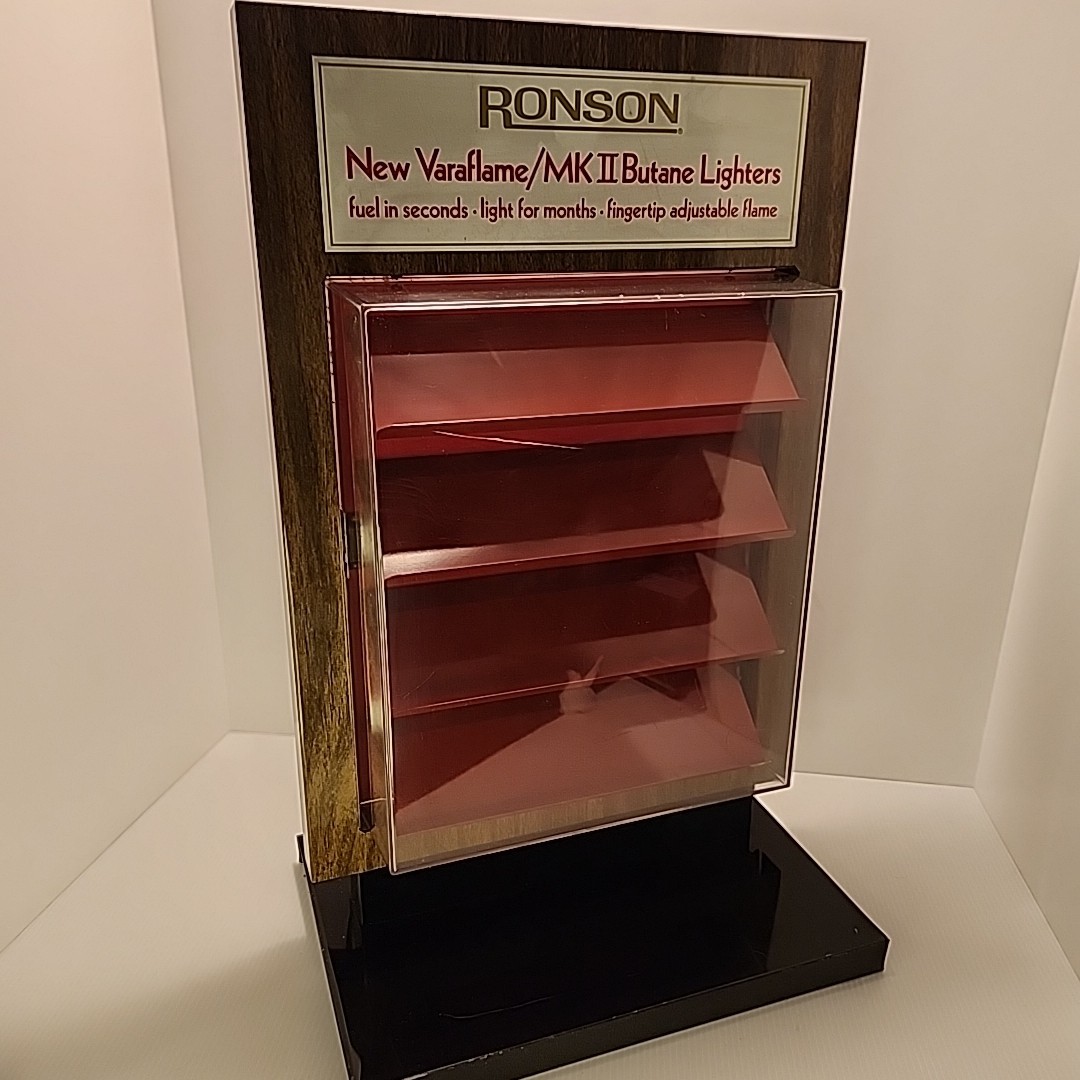 RONSON
New Varaflame/MK II Butane Lighters
fuel in seconds · light for months · fingertip adjustable flame